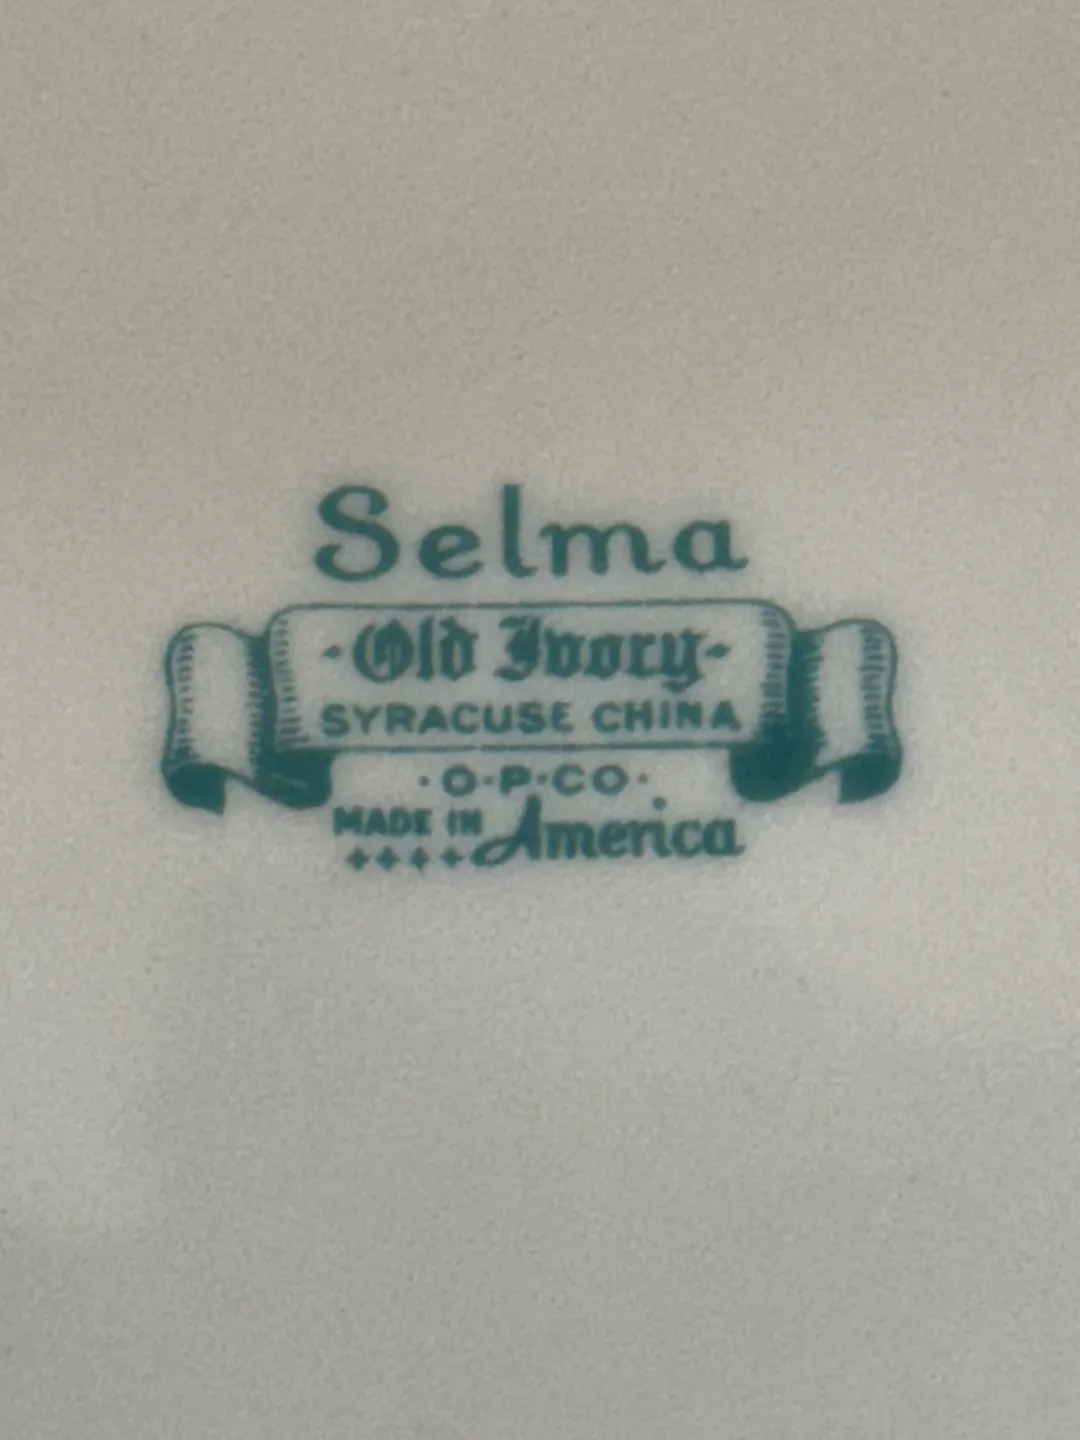 Selma
·Old Ivory·
SYRACUSE CHINA
·O·P·CO·
MADE IN America